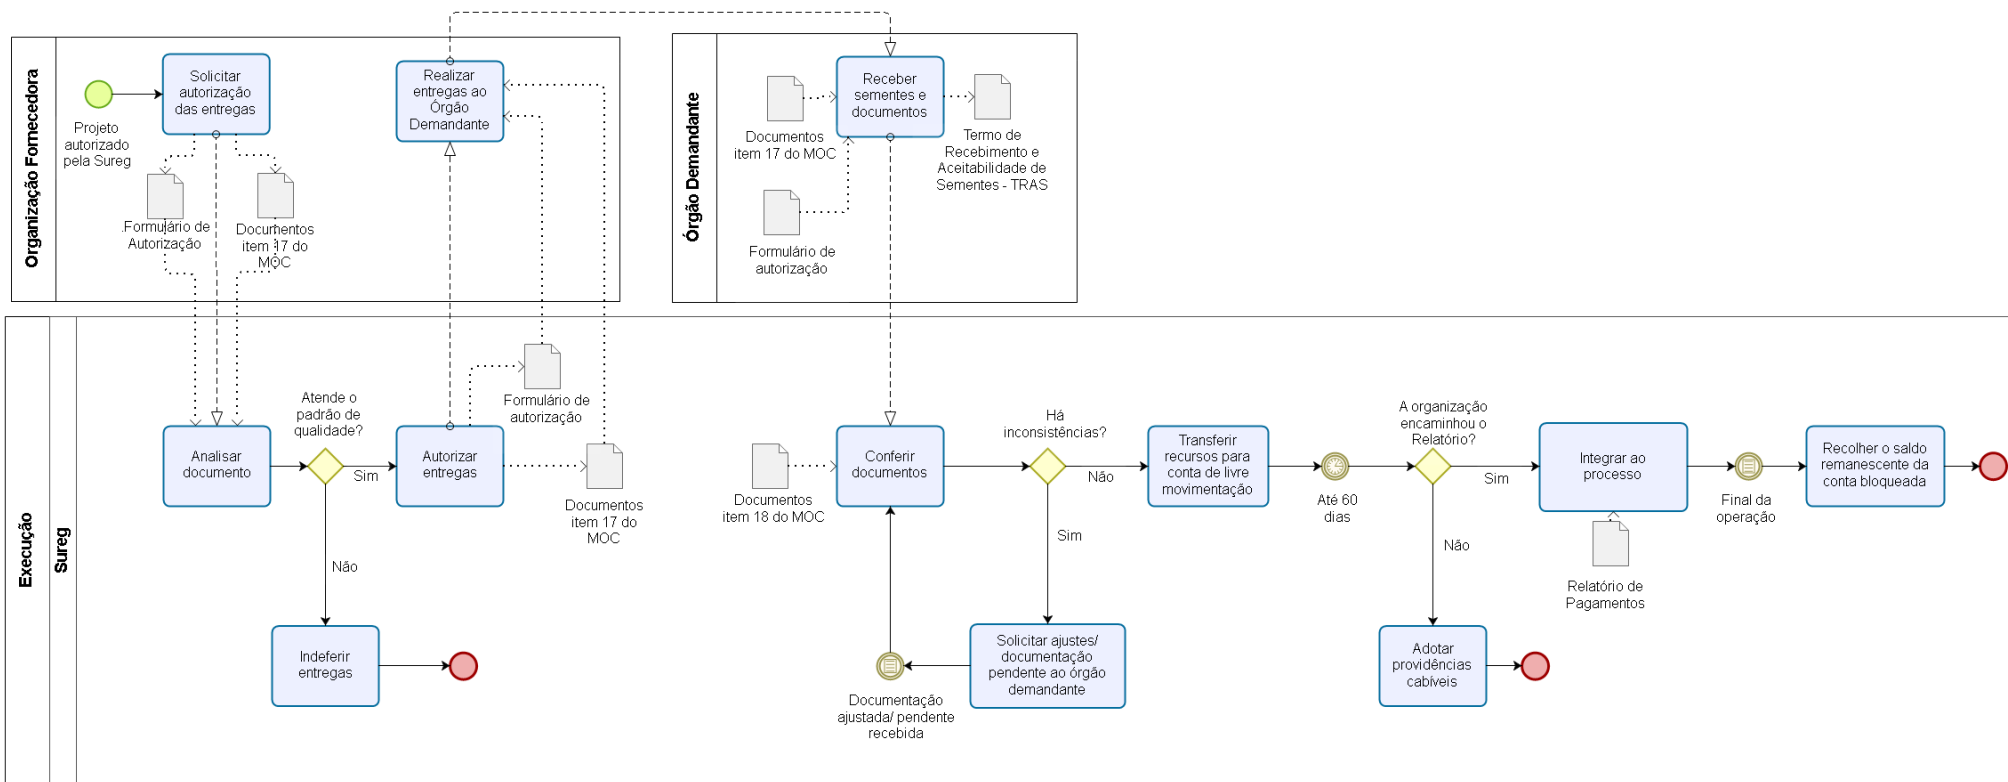 Organização Fornecedora
Projeto
autorizado
pela Sureg
Solicitar
autorização
das entregas
.Formulário de
Autorização
Documentos
item 17 do
MOC
Realizar
entregas ao
Órgão
Demandante
Órgão Demandante
Documentos
item 17 do MOC
Formulário de
autorização
Receber
sementes e
documentos
Termo de
Recebimento e
Aceitabilidade de
Sementes - TRAS
Execução
Sureg
Analisar
documento
Atende o
padrão de
qualidade?
Sim
Não
Indeferir
entregas
Autorizar
entregas
Formulário de
autorização
Documentos
item 17 do
MOC
Documentos
item 18 do MOC
Conferir
documentos
Há
inconsistências?
Não
Sim
Solicitar ajustes/
documentação
pendente ao órgão
demandante
Documentação
ajustada/ pendente
recebida
Transferir
recursos para
conta de livre
movimentação
Até 60
dias
A organização
encaminhou o
Relatório?
Sim
Não
Adotar
providências
cabíveis
Integrar ao
processo
Relatório de
Pagamentos
Final da
operação
Recolher o saldo
remanescente da
conta bloqueada